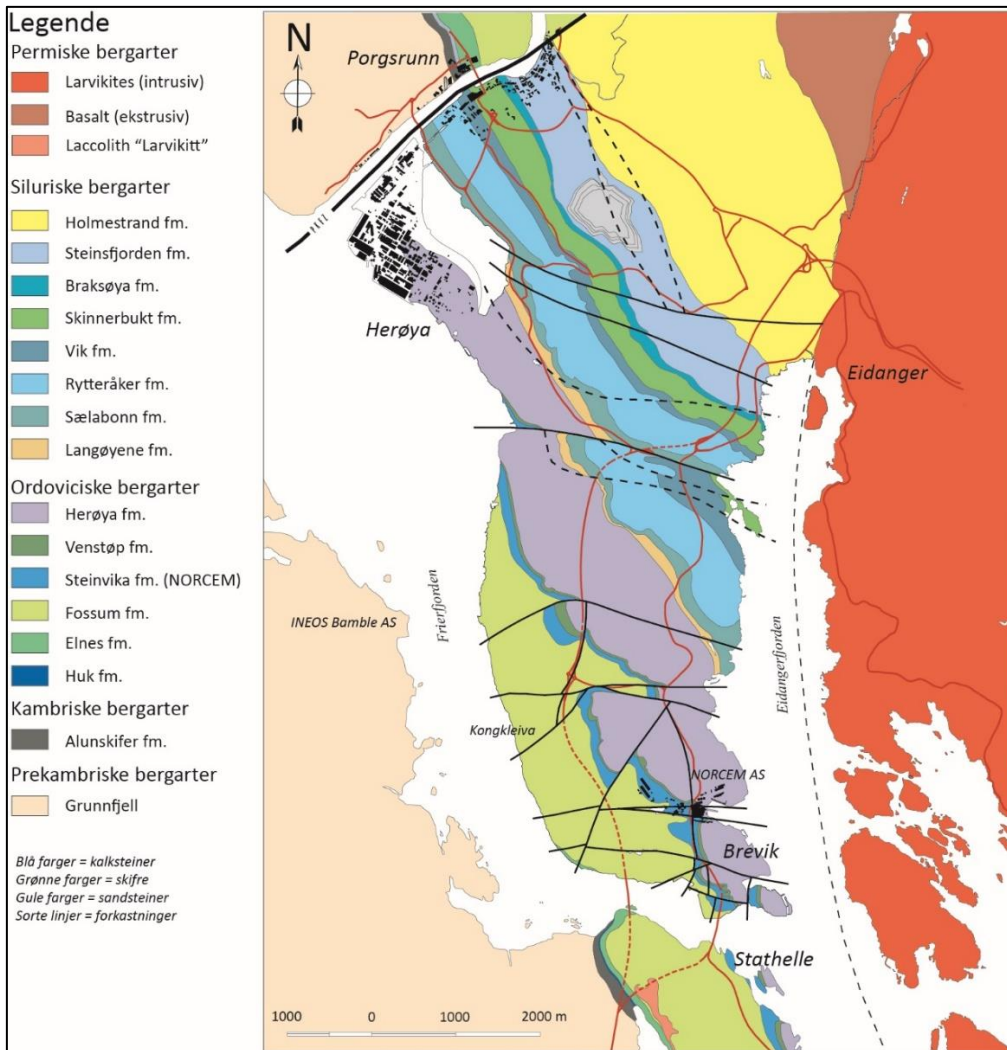 Legende
Permiske bergarter
Larvikites (intrusiv)
Basalt (ekstrusiv)
Laccolith “Larvikitt”
Siluriske bergarter
Holmestrand fm.
Steinsfjorden fm.
Braksøya fm.
Skinnerbukt fm.
Vik fm.
Rytteråker fm.
Sælabonn fm.
Langøyene fm.
Ordoviciske bergarter
Herøya fm.
Venstøp fm.
Steinvika fm. (NORCEM)
Fossum fm.
Elnes fm.
Huk fm.
Kambriske bergarter
Alunskifer fm.
Prekambriske bergarter
Grunnfjell
Blå farger = kalksteiner
Grønne farger = skifre
Gule farger = sandsteiner
Sorte linjer = forkastninger
N
Porgsrunn
Herøya
Eidanger
INEOS Bamble AS
Frierfjorden
Eidangerfjorden
Kongkleiva
NORCEM AS
Brevik
Stathelle
1000 0 1000 2000 m